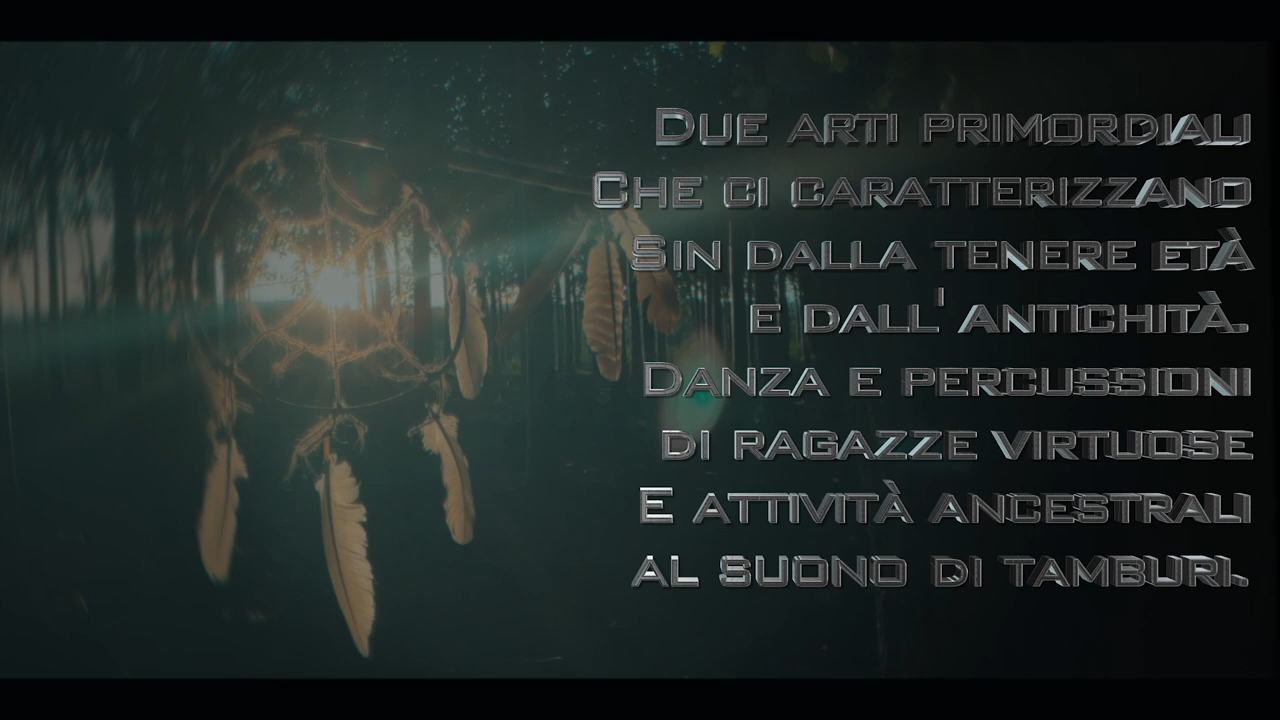 Due arti primordiali
Che ci caratterizzano
Sin dalla tenere età
e dall' antichità.
Danza e percussioni
di ragazze virtuose
E attività ancestrali
al suono di tamburi.